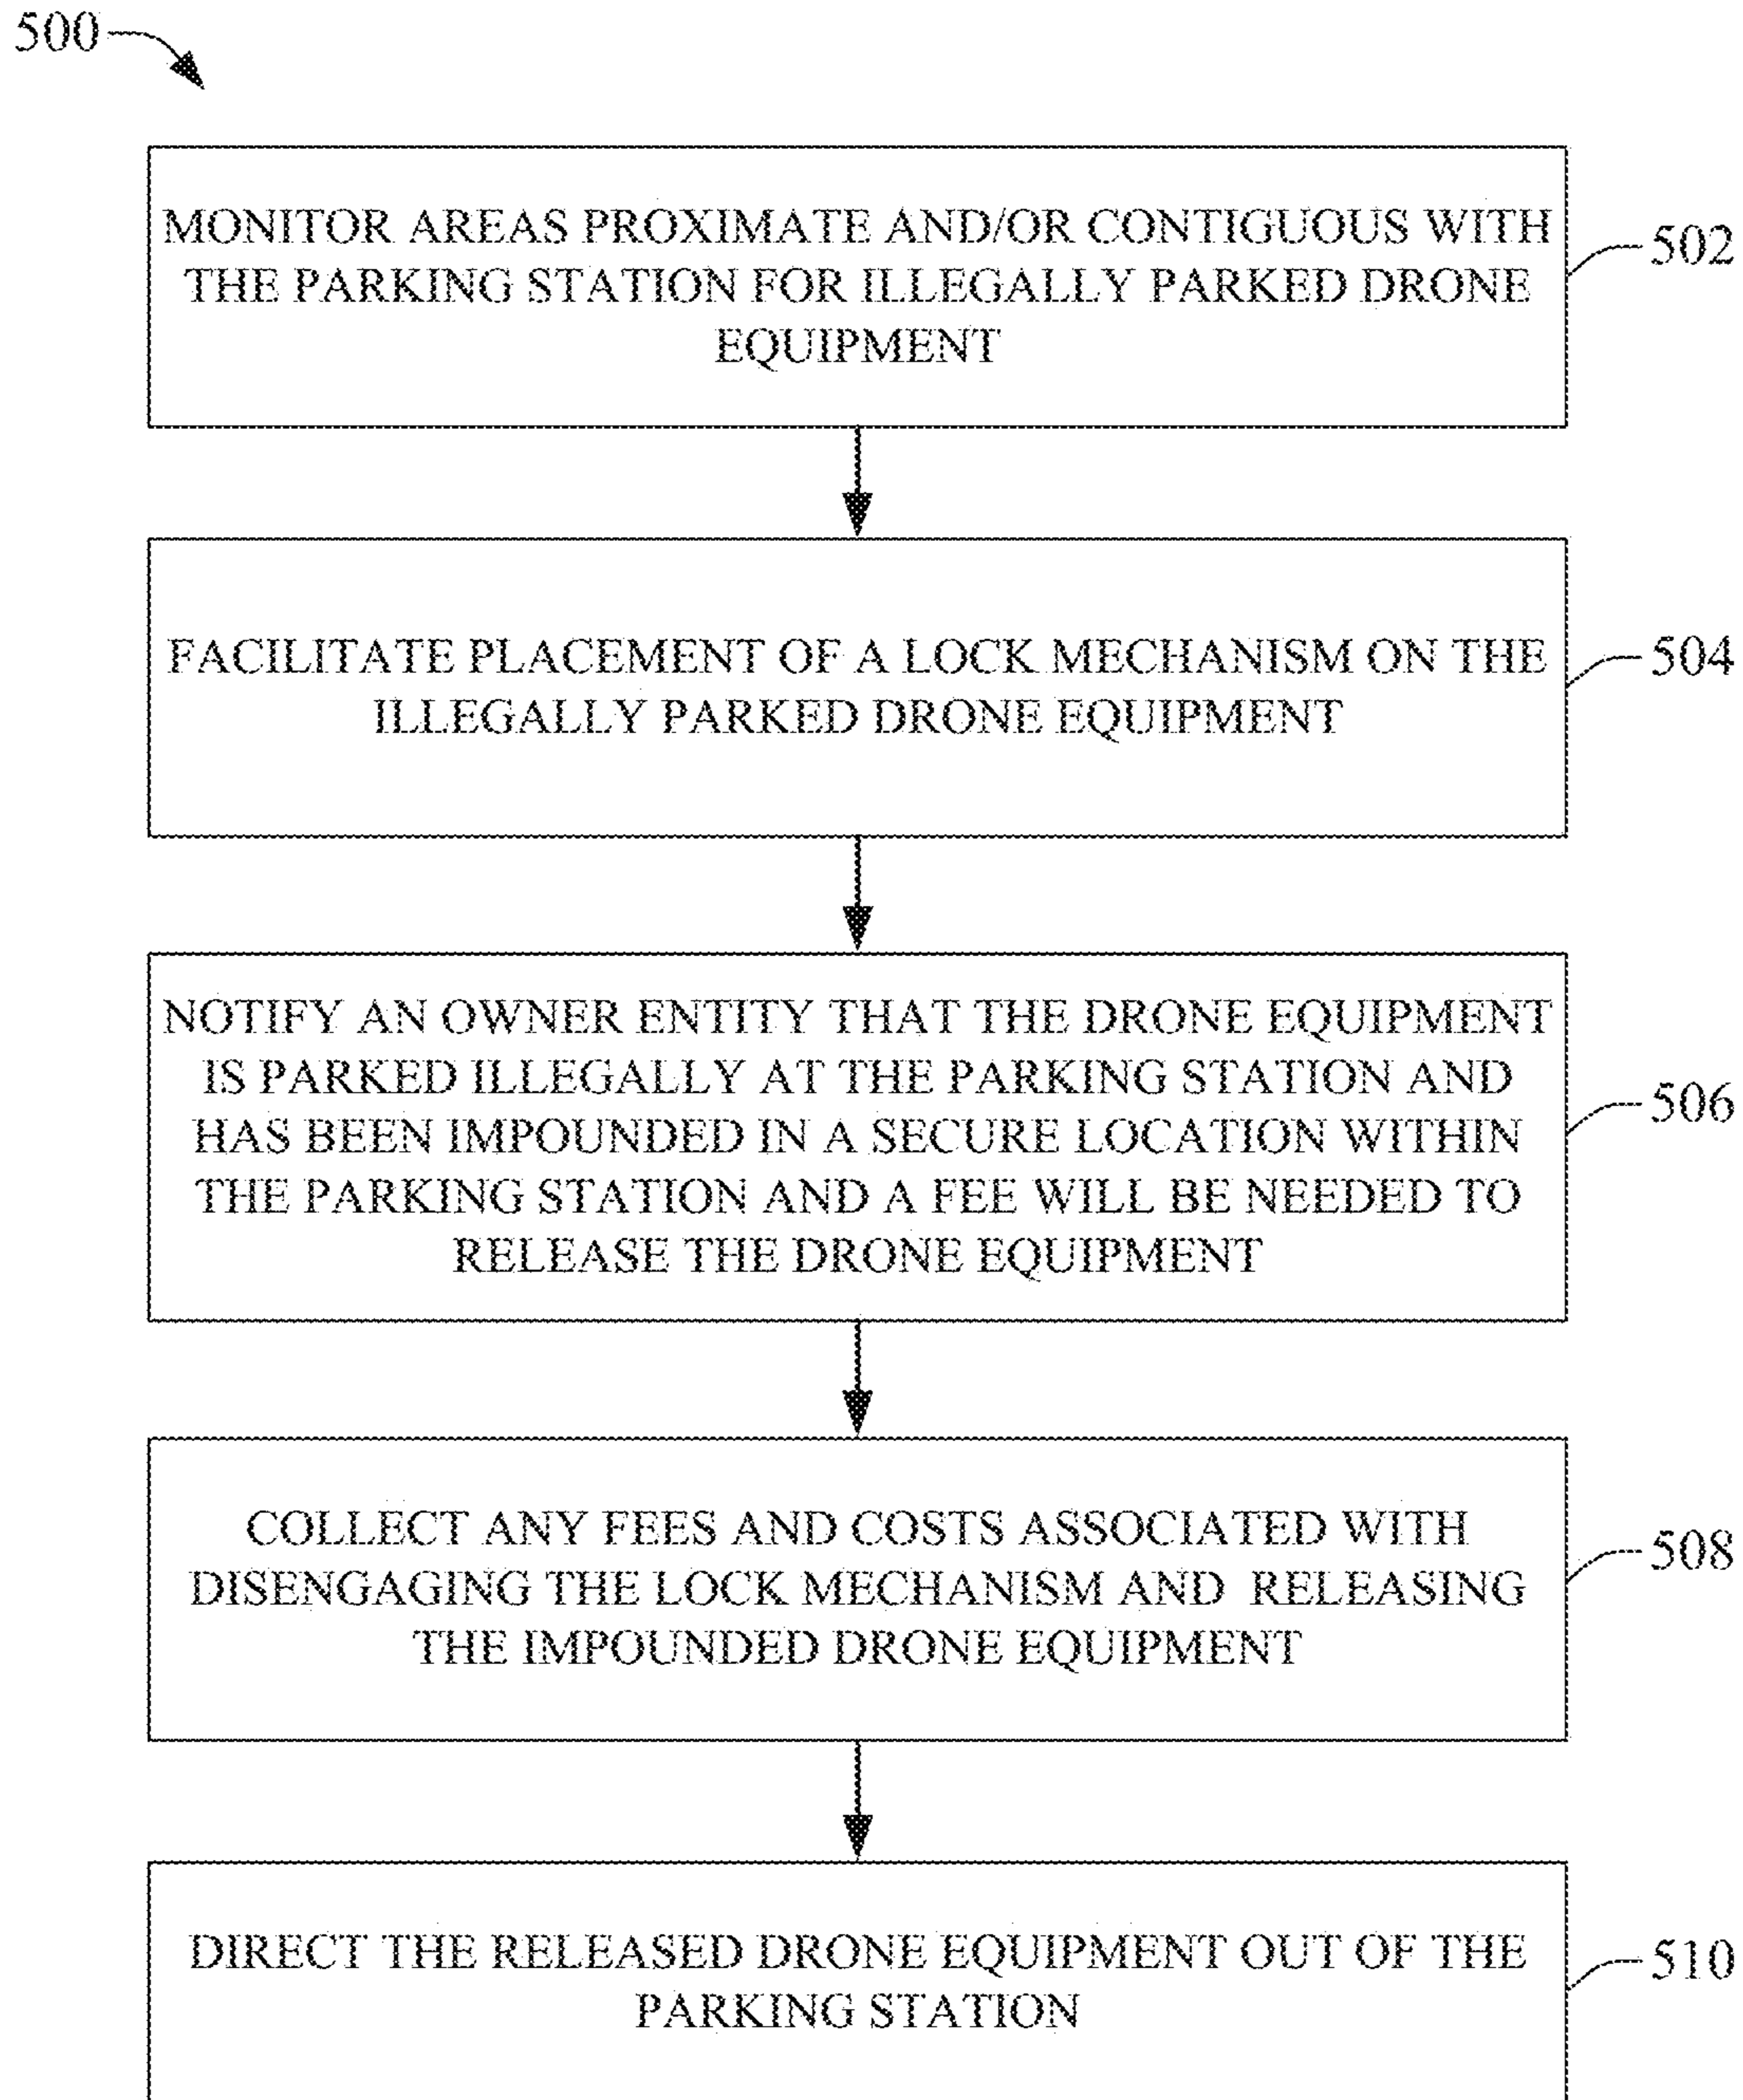 500
MONITOR AREAS PROXIMATE AND/OR CONTIGUOUS WITH
THE PARKING STATION FOR ILLEGALLY PARKED DRONE
EQUIPMENT
502
FACILITATE PLACEMENT OF A LOCK MECHANISM ON THE
ILLEGALLY PARKED DRONE EQUIPMENT
504
NOTIFY AN OWNER ENTITY THAT THE DRONE EQUIPMENT
IS PARKED ILLEGALLY AT THE PARKING STATION AND
HAS BEEN IMPOUNDED IN A SECURE LOCATION WITHIN
THE PARKING STATION AND A FEE WILL BE NEEDED TO
RELEASE THE DRONE EQUIPMENT
506
COLLECT ANY FEES AND COSTS ASSOCIATED WITH
DISENGAGING THE LOCK MECHANISM AND RELEASING
THE IMPOUNDED DRONE EQUIPMENT
508
DIRECT THE RELEASED DRONE EQUIPMENT OUT OF THE
PARKING STATION
510